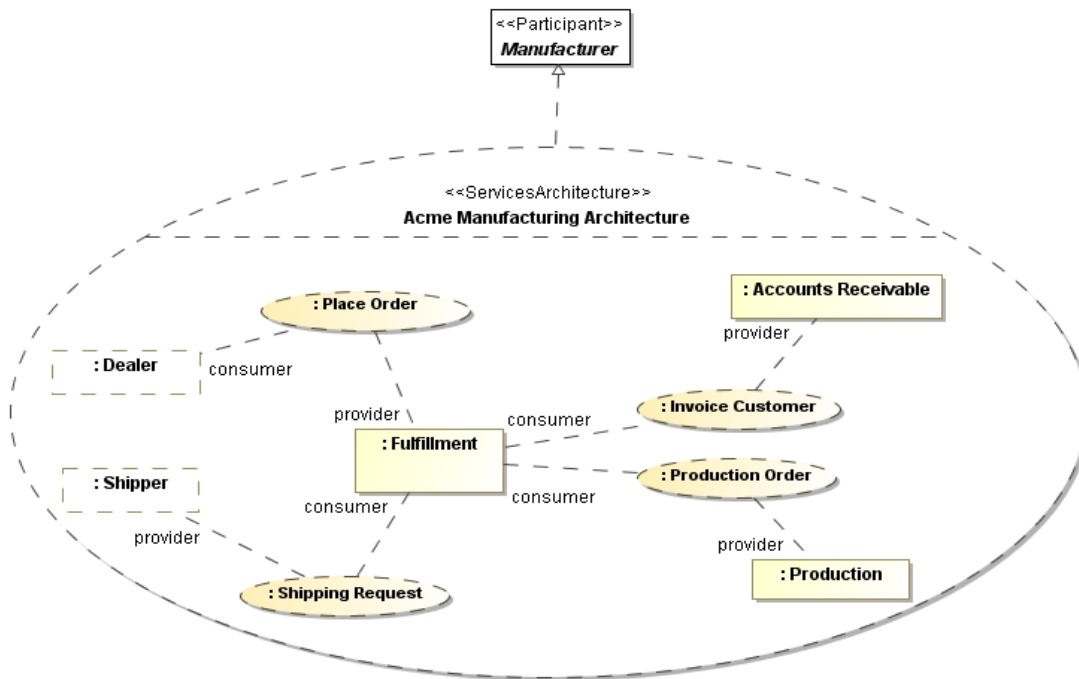 <<Participant>>
Manufacturer
<<ServicesArchitecture>>
Acme Manufacturing Architecture
: Place Order
: Accounts Receivable
provider
: Dealer
consumer
provider
consumer
: Invoice Customer
: Fulfillment
: Shipper
consumer
: Production Order
consumer
provider
provider
: Production
: Shipping Request